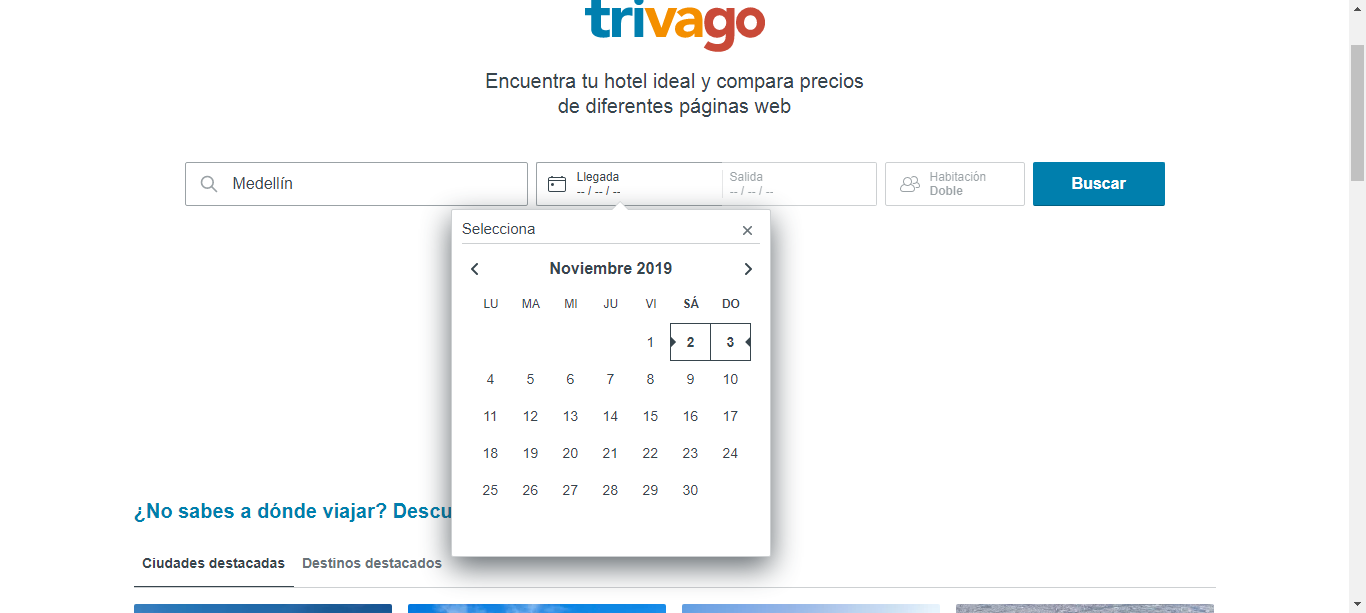 trivago
Encuentra tu hotel ideal y compara precios
de diferentes páginas web
Medellín
Llegada
-- / -- / --
Salida
-- / -- / --
Habitación
Doble
Buscar
Selecciona
Noviembre 2019
LU MA MI JU VI SÁ DO
1 2 3
4 5 6 7 8 9 10
11 12 13 14 15 16 17
18 19 20 21 22 23 24
25 26 27 28 29 30
¿No sabes a dónde viajar? Descu
Ciudades destacadas Destinos destacados